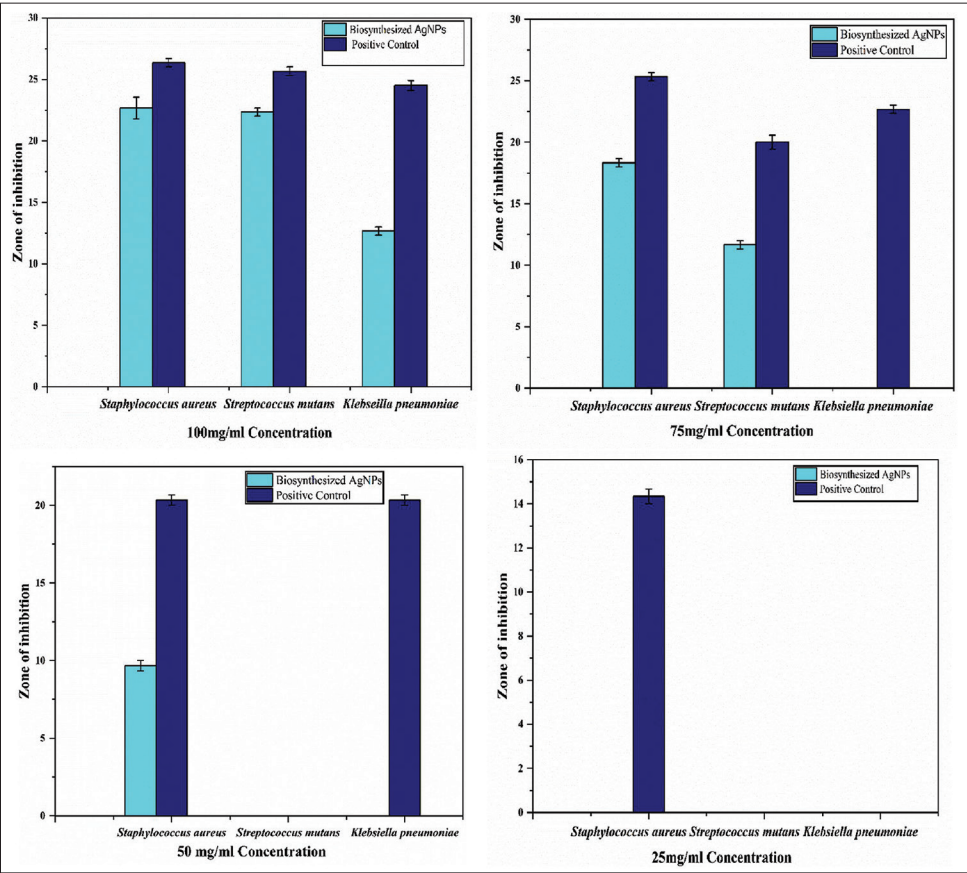 30
25
20
15
10
5
0
Zone of inhibition
Biosynthesized AgNPs
Positive Control
Staphylococcus aureus Streptococcus mutans Klebseilla pneumoniae
100mg/ml Concentration
30
25
20
15
10
5
0
Zone of inhibition
Biosynthesized AgNPs
Positive Control
Staphylococcus aureus Streptococcus mutans Klebsiella pneumoniae
75mg/ml Concentration
20
15
10
5
0
Zone of inhibition
Biosynthesized AgNPs
Positive Control
Staphylococcus aureus Streptococcus mutans Klebsiella pneumoniae
50 mg/ml Concentration
16
14
12
10
8
6
4
2
0
Zone of inhibition
Biosynthesized AgNPs
Positive Control
Staphylococcus aureus Streptococcus mutans Klebsiella pneumoniae
25mg/ml Concentration